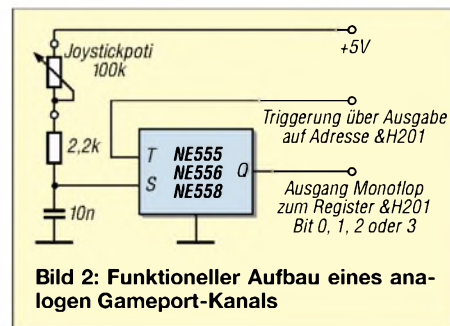 Joystickpoti
100k
+5V
Triggerung über Ausgabe
auf Adresse &H201
2,2k
T
NE555
NE556
NE558
S
Q
Ausgang Monoflop
zum Register &H201
Bit 0, 1, 2 oder 3
10n
Bild 2: Funktioneller Aufbau eines ana-
logen Gameport-Kanals